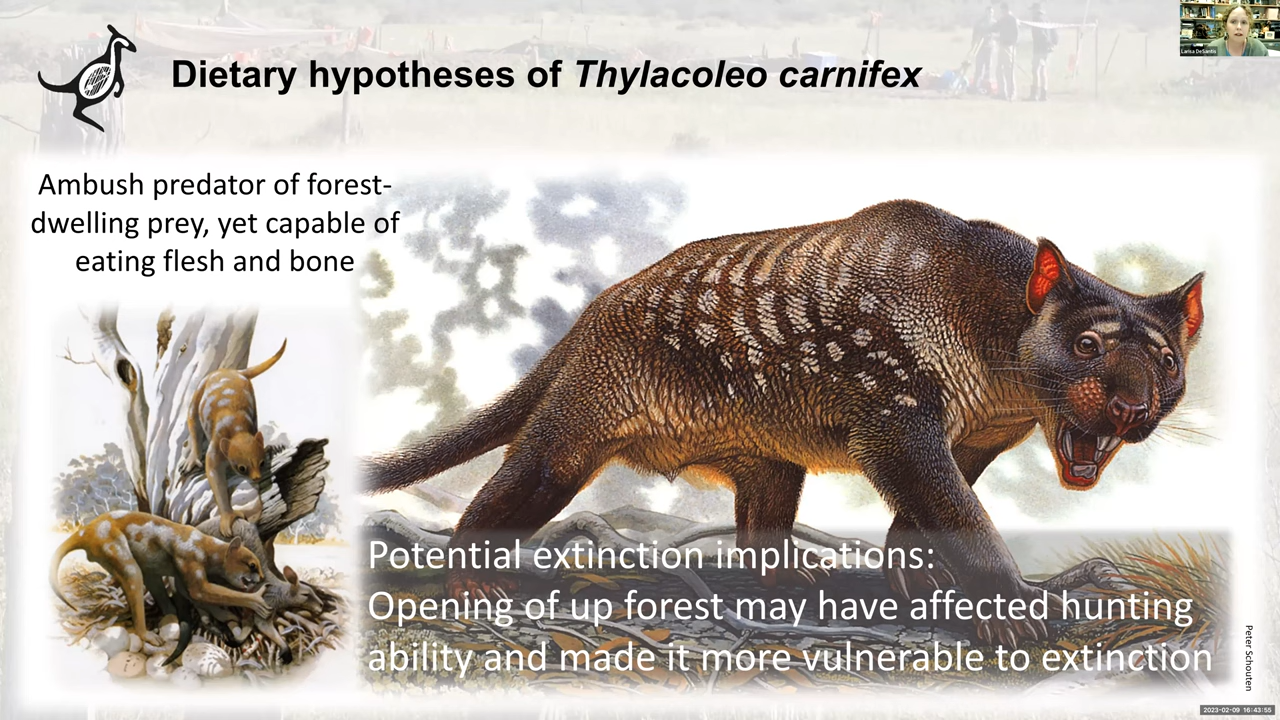 Dietary hypotheses of Thylacoleo carnifex
Larisa DeSantis
Ambush predator of forest-
dwelling prey, yet capable of
eating flesh and bone
Potential extinction implications:
Opening of up forest may have affected hunting
ability and made it more vulnerable to extinction
Peter Schouten
2023-02-09 16:43:55